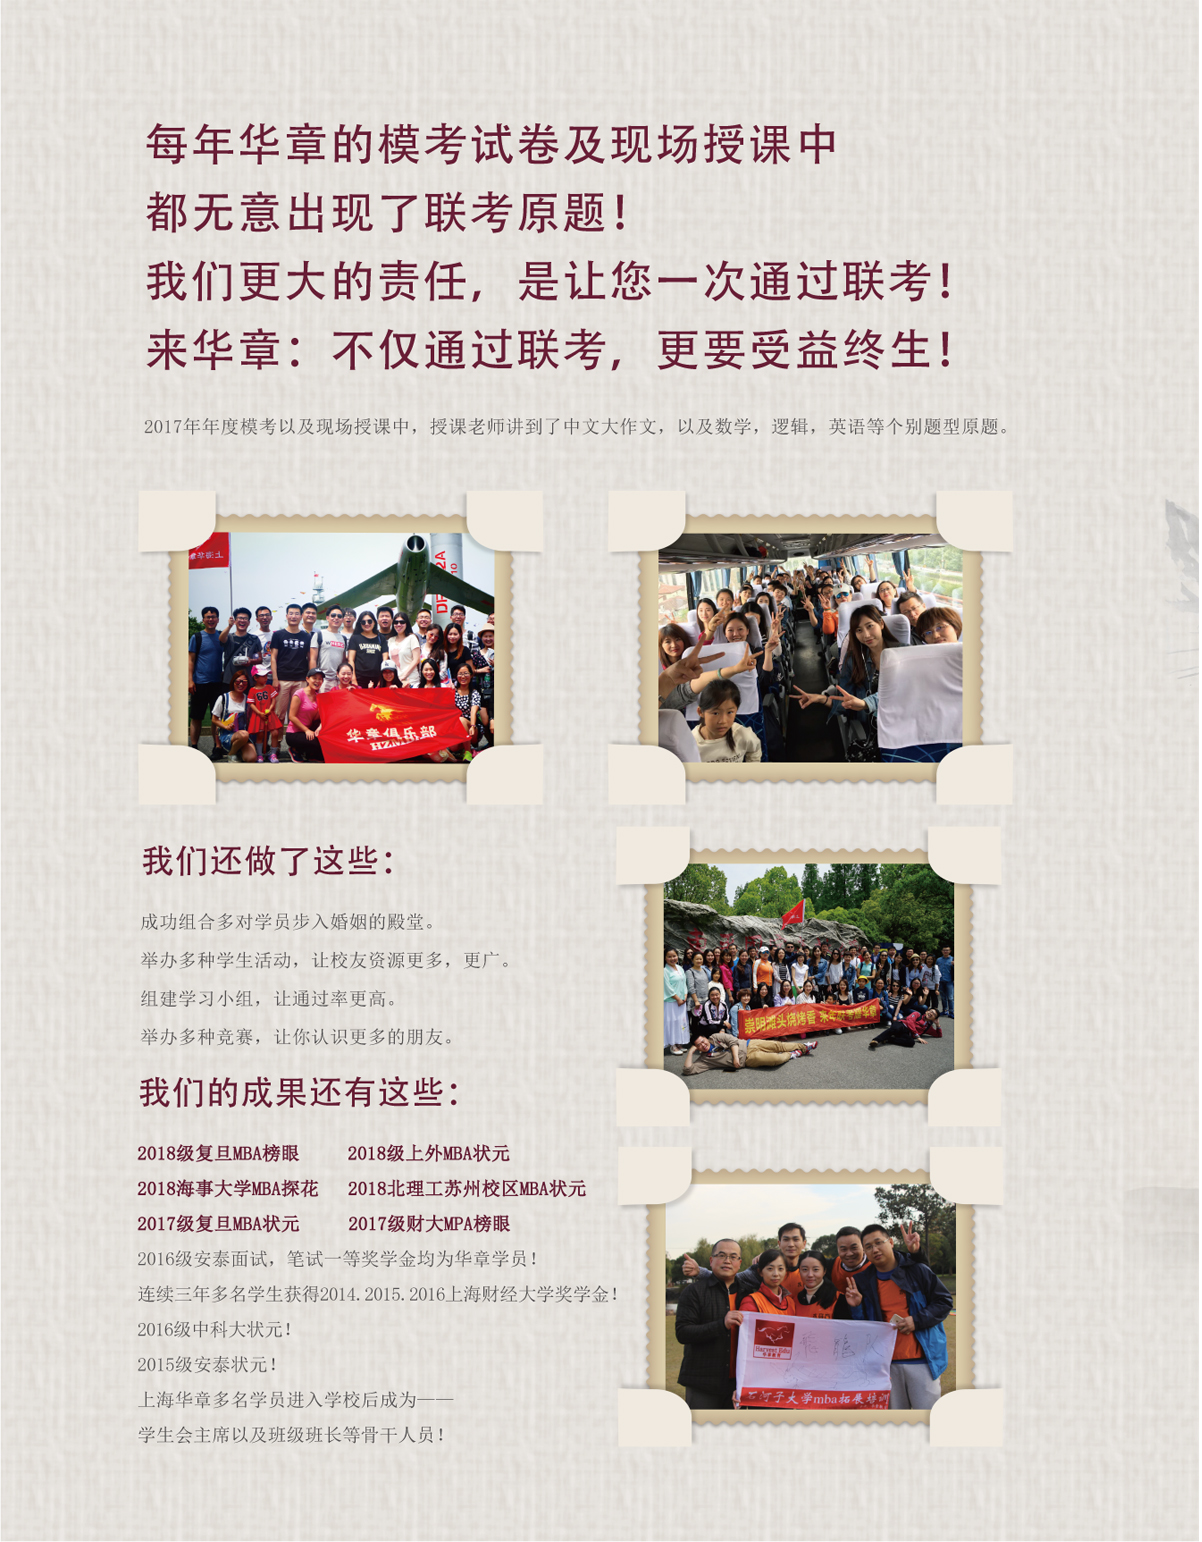 每年华章的模考试卷及现场授课中
都无意出现了联考原题！
我们更大的责任，是让您一次通过联考！
来华章：不仅通过联考，更要受益终生！
2017年年度模考以及现场授课中，授课老师讲到了中文大作文，以及数学，逻辑，英语等个别题型原题。
华章俱乐部
我们还做了这些：
成功组合多对学员步入婚姻的殿堂。
举办多种学生活动，让校友资源更多，更广。
组建学习小组，让通过率更高。
举办多种竞赛，让你认识更多的朋友。
我们的成果还有这些：
2018级复旦MBA榜眼 2018级上外MBA状元
2018海事大学MBA探花 2018北理工苏州校区MBA状元
2017级复旦MBA状元 2017级财大MPA榜眼
2016级安泰面试，笔试一等奖学金均为华章学员！
连续三年多名学生获得2014.2015.2016上海财经大学奖学金！
2016级中科大状元！
2015级安泰状元！
上海华章多名学员进入学校后成为——
学生会主席以及班级班长等骨干人员！
石河子大学mba拓展培训